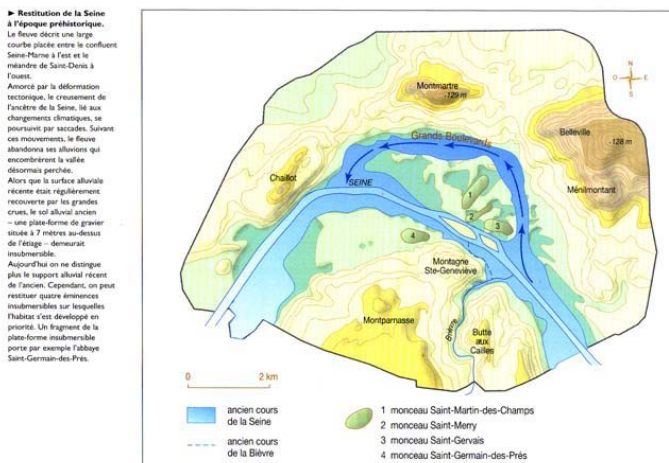 ► Restitution de la Seine
à l'époque préhistorique.
Le fleuve décrit une large
courbe placée entre le confluent
Seine-Marne à l'est et le
méandre de Saint-Denis à
l'ouest.
Amorcé par la déformation
tectonique, le creusement de
l'ancêtre de la Seine, lié aux
changements climatiques, se
poursuivit par saccades. Suivant
ces mouvements, le fleuve
abandonna ses alluvions qui
encombrèrent la vallée
désormais perchée.
Alors que la surface alluviale
récente était régulièrement
recouverte par les grandes
crues, le sol alluvial ancien
– une plate-forme de gravier
située à 7 mètres au-dessus
de l'étiage – demeurait
insubmersible.
Aujourd'hui on ne distingue
plus le support alluvial récent
de l'ancien. Cependant, on peut
restituer quatre éminences
insubmersibles sur lesquelles
l'habitat s'est développé en
priorité. Un fragment de la
plate-forme insubmersible
porte par exemple l'abbaye
Saint-Germain-des-Prés.
N
O
E
S
Montmartre
-129 m
Belleville
-128 m
Grands Boulevards
Ménilmontant
Chaillot
SEINE
1
2
3
4
Montagne
Ste-Geneviève
Montparnasse
Bièvre
Butte
aux
Cailles
0
2 km
ancien cours
de la Seine
ancien cours
de la Bièvre
1 monceau Saint-Martin-des-Champs
2 monceau Saint-Merry
3 monceau Saint-Gervais
4 monceau Saint-Germain-des-Prés